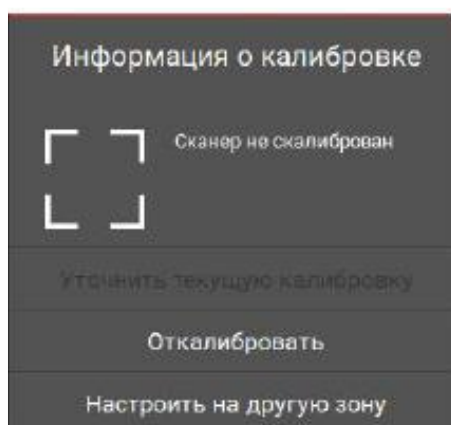 Информация о калибровке
Сканер не скалиброван
Уточнить текущую калибровку
Откалибровать
Настроить на другую зону